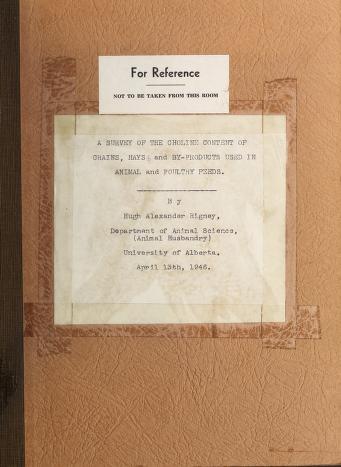 For Reference
NOT TO BE TAKEN FROM THIS ROOM
A SURVEY OF THE CHOLINE CONTENT OF
GRAINS, HAYS and BY-PRODUCTS USED IN
ANIMAL and POULTRY FEEDS.
B y
Hugh Alexander Rigney,
Department of Animal Science,
(Animal Husbandry)
University of Alberta.
April 13th, 1946.